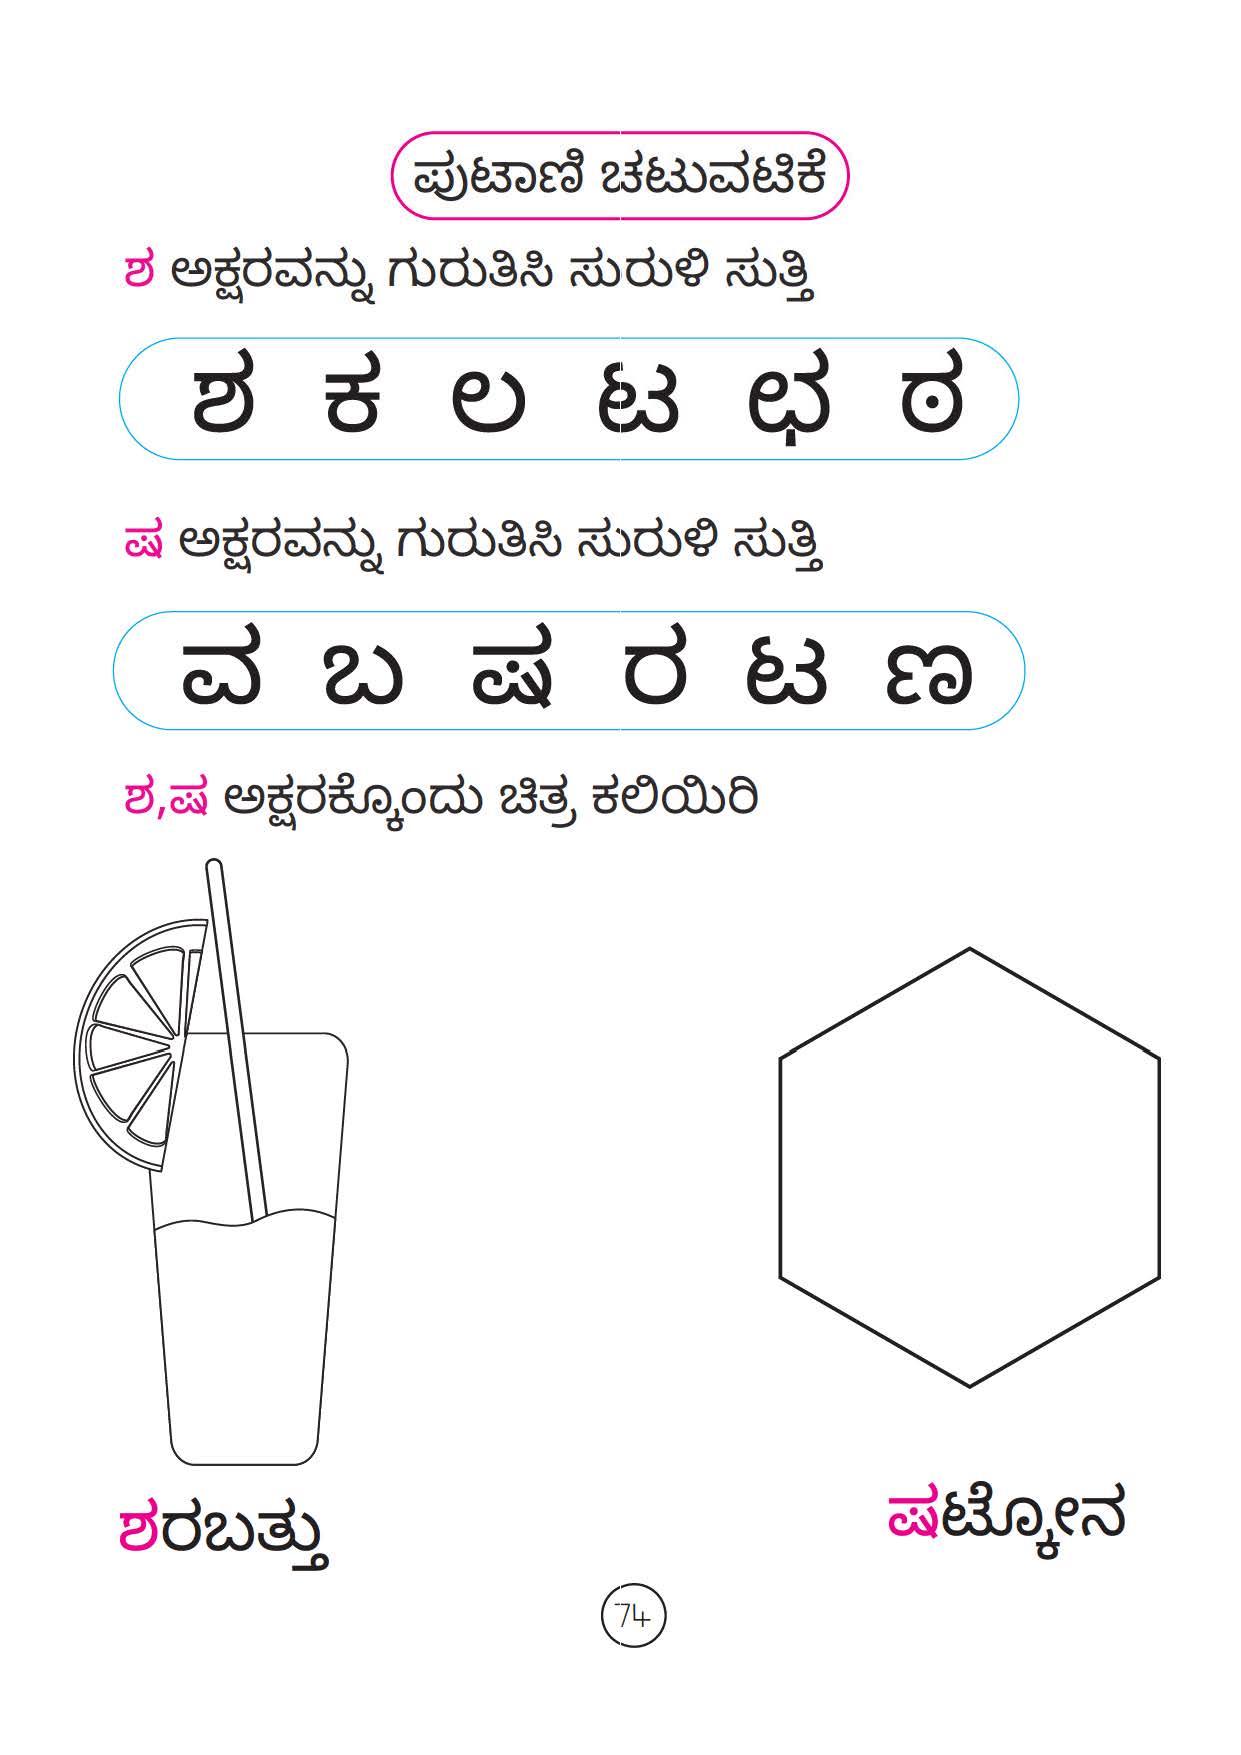 ಪುಟಾಣಿ ಚಟುವಟಿಕೆ
ಶ ಅಕ್ಷರವನ್ನು ಗುರುತಿಸಿ ಸುರುಳಿ ಸುತ್ತಿ
ಶ ಕ ಲ ಟ ಛ ಠ
ಷ ಅಕ್ಷರವನ್ನು ಗುರುತಿಸಿ ಸುರುಳಿ ಸುತ್ತಿ
ವ ಬ ಷ ರ ಟ ಣ
ಶ,ಷ ಅಕ್ಷರಕ್ಕೊಂದು ಚಿತ್ರ ಕಲಿಯಿರಿ
ಶರಬತ್ತು ಷಟ್ಕೋನ
74